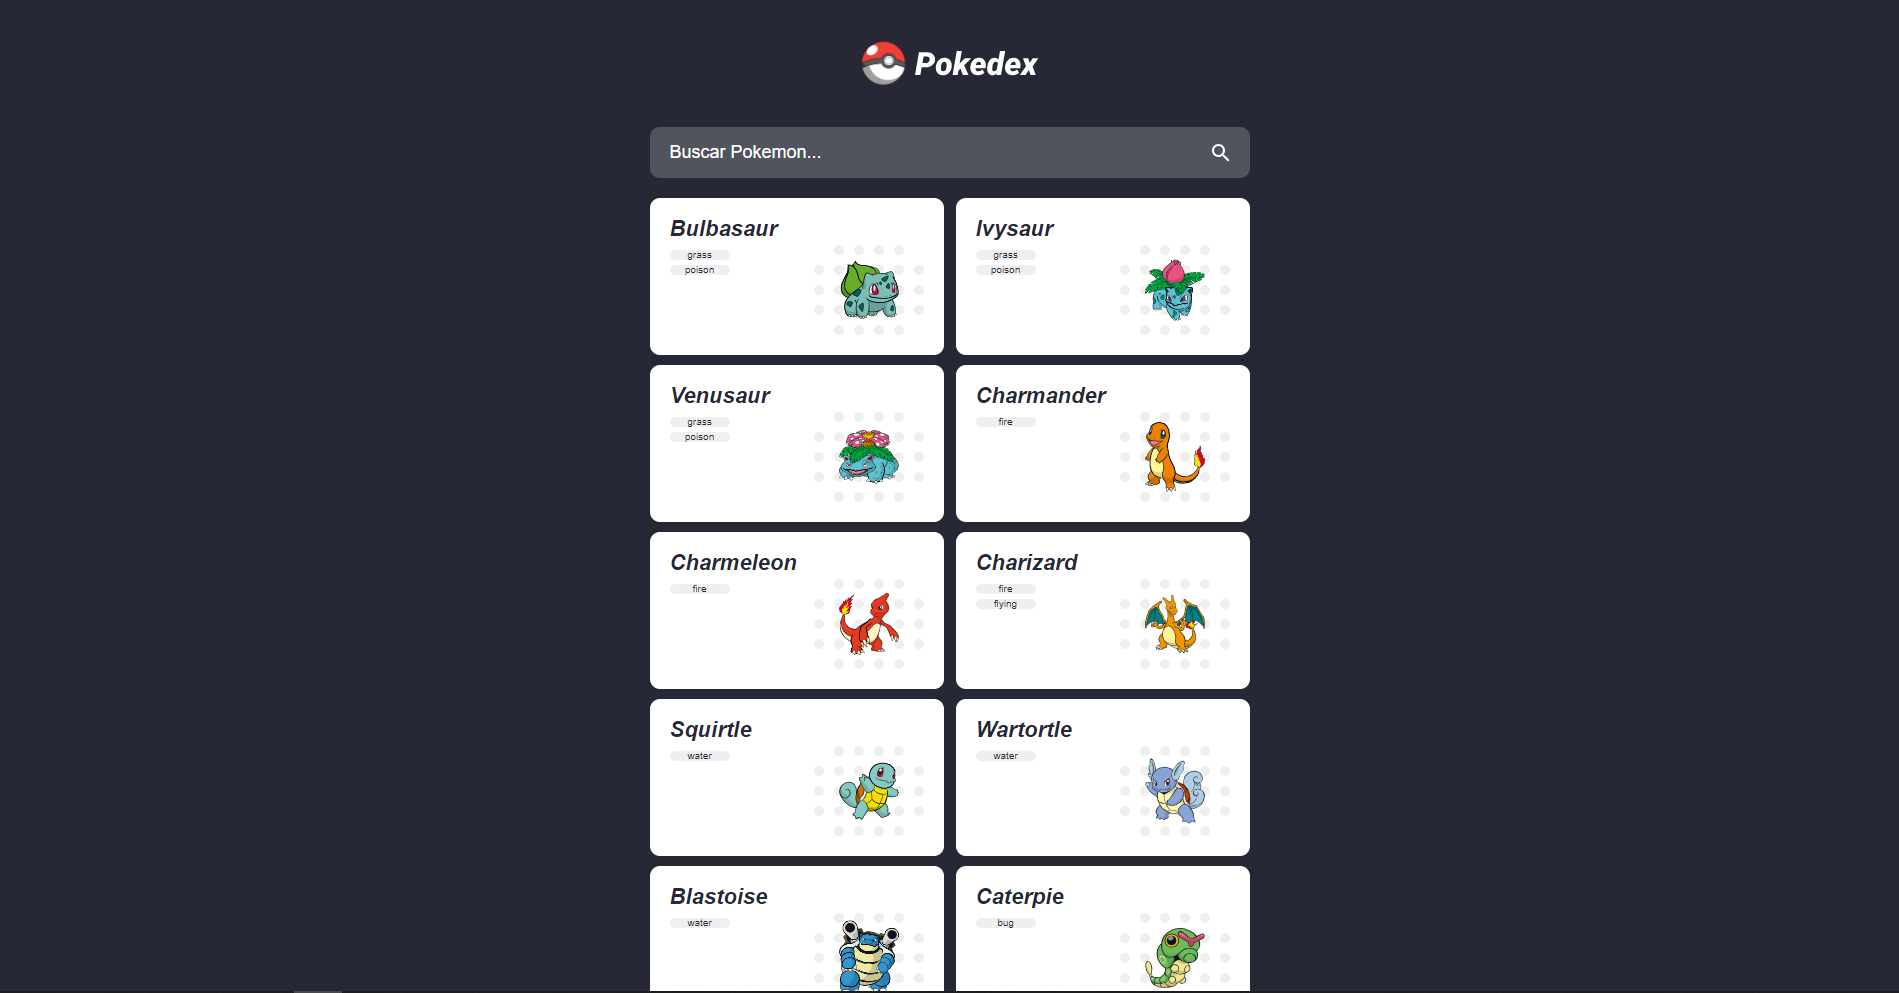 Pokedex
Buscar Pokemon...
Bulbasaur
grass
poison
Ivysaur
grass
poison
Venusaur
grass
poison
Charmander
fire
Charmeleon
fire
Charizard
fire
flying
Squirtle
water
Wartortle
water
Blastoise
water
Caterpie
bug